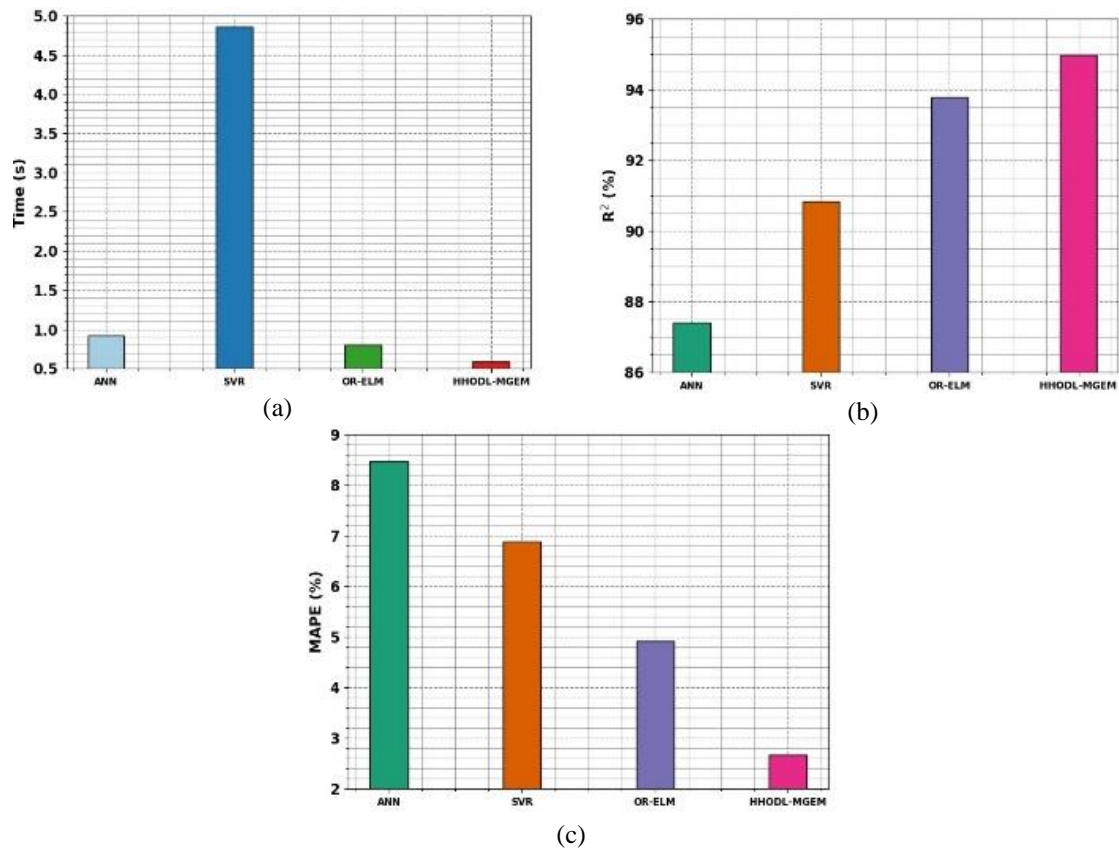 5.0
4.5
4.0
3.5
3.0
2.5
2.0
1.5
1.0
0.5
Time (s)
ANN SVR OR-ELM HHODL-MGEM
(a)
96
94
92
90
88
86
R² (%)
ANN SVR OR-ELM HHODL-MGEM
(b)
9
8
7
6
5
4
3
2
MAPE (%)
ANN SVR OR-ELM HHODL-MGEM
(c)